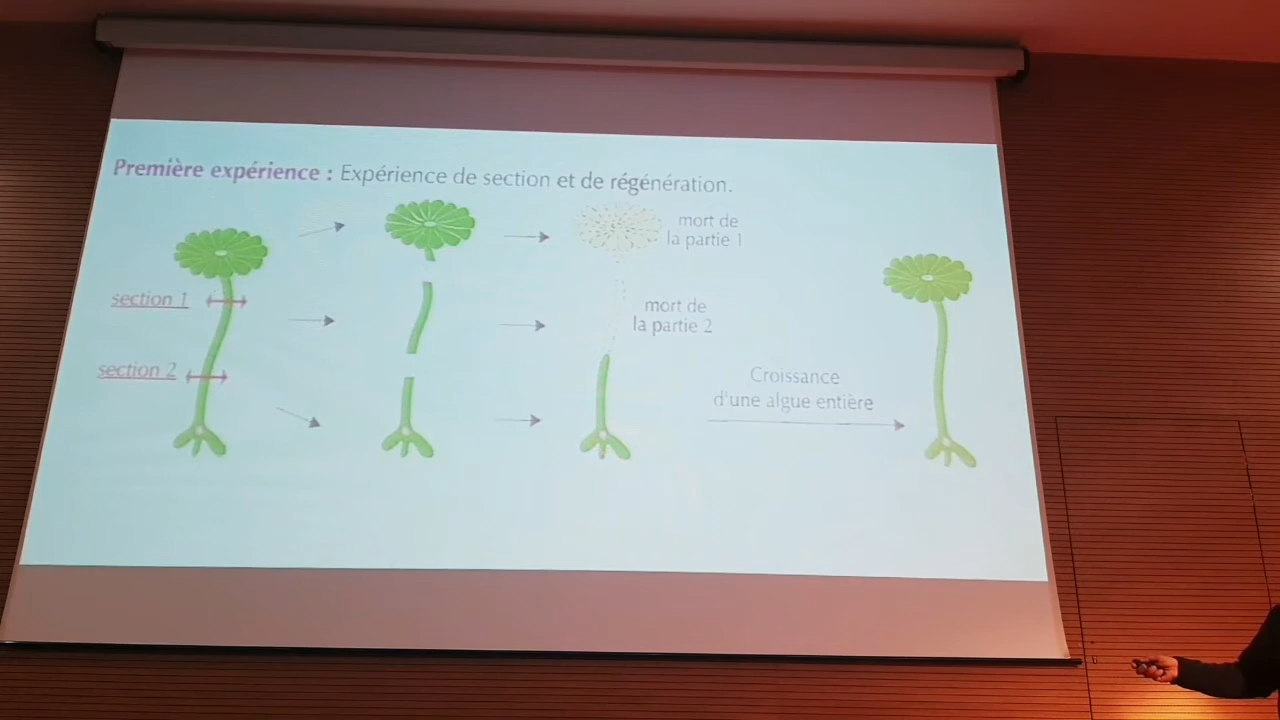 Première expérience : Expérience de section et de régénération.
mort de
la partie 1
section 1
mort de
la partie 2
section 2
Croissance
d'une algue entière